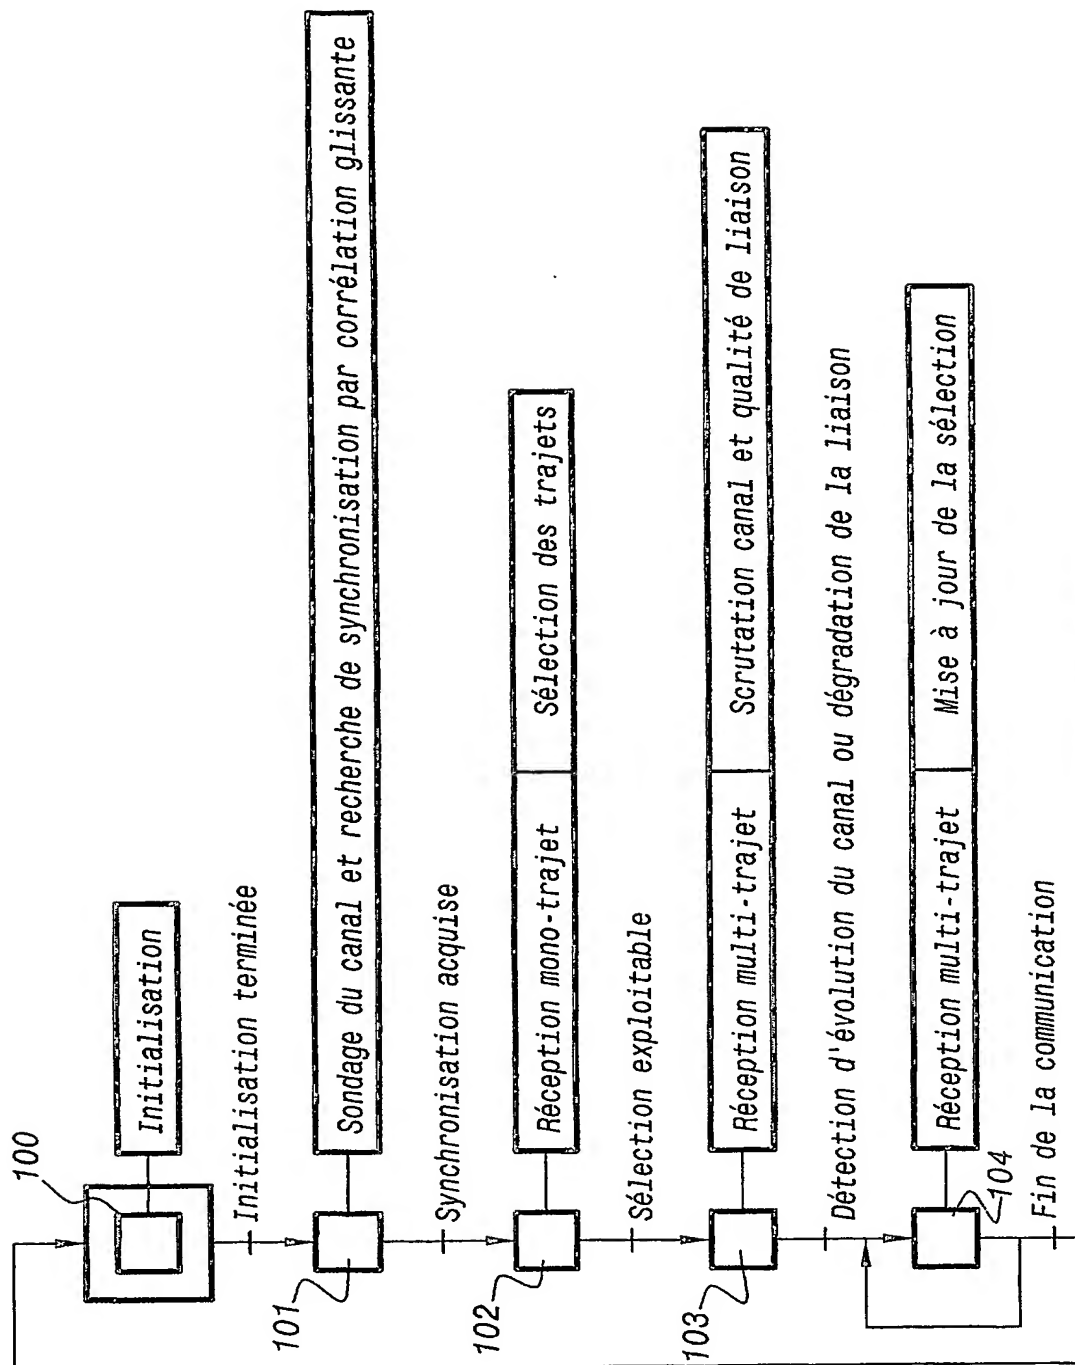 100
Initialisation
Initialisation terminée
101
Sondage du canal et recherche de synchronisation par corrélation glissante
Synchronisation acquise
102
Réception mono-trajet
Sélection des trajets
Sélection exploitable
103
Réception multi-trajet
Scrutation canal et qualité de liaison
Détection d'évolution du canal ou dégradation de la liaison
104
Réception multi-trajet
Mise à jour de la sélection
Fin de la communication